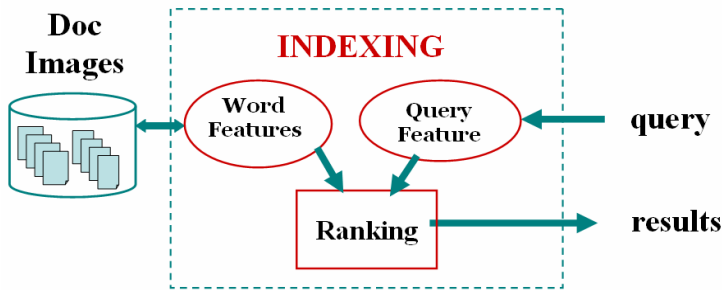 Doc
Images
INDEXING
Word
Features
Query
Feature
query
Ranking
results